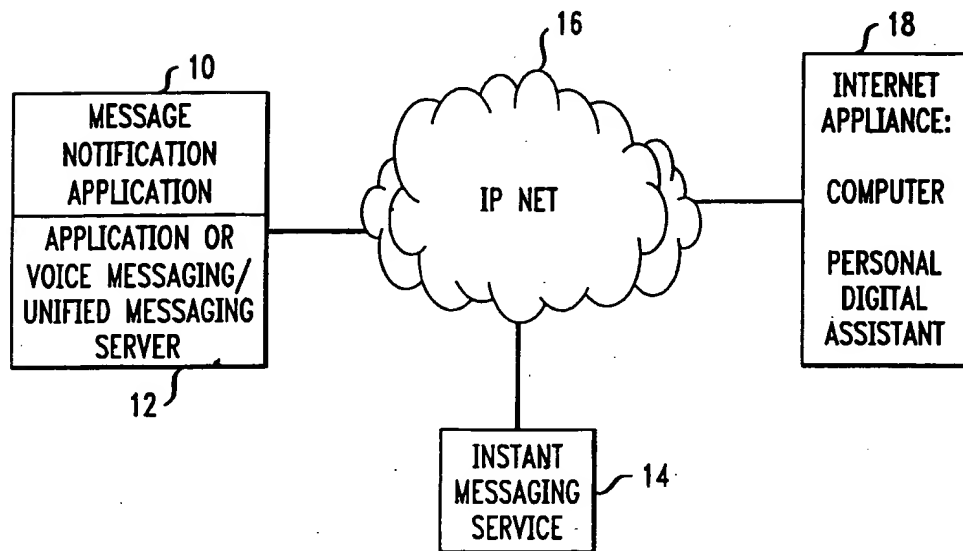 10
MESSAGE
NOTIFICATION
APPLICATION
APPLICATION OR
VOICE MESSAGING/
UNIFIED MESSAGING
SERVER
12
16
IP NET
18
INTERNET
APPLIANCE:
COMPUTER
PERSONAL
DIGITAL
ASSISTANT
INSTANT
MESSAGING
SERVICE
14